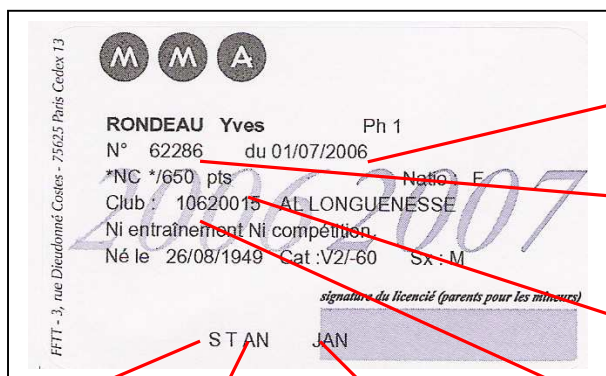 FFTT - 3, rue Dieudonné Costes - 75625 Paris Cedex 13
M M A
RONDEAU Yves Ph 1
N° 62286 du 01/07/2006
*NC */650 pts Natio F
Club : 10620015 AL LONGUENESSE
Ni entraînement Ni compétition.
Né le 26/08/1949 Cat :V2/-60 Sx : M
2006 2007
signature du licencié (parents pour les mineurs)
S T AN JAN